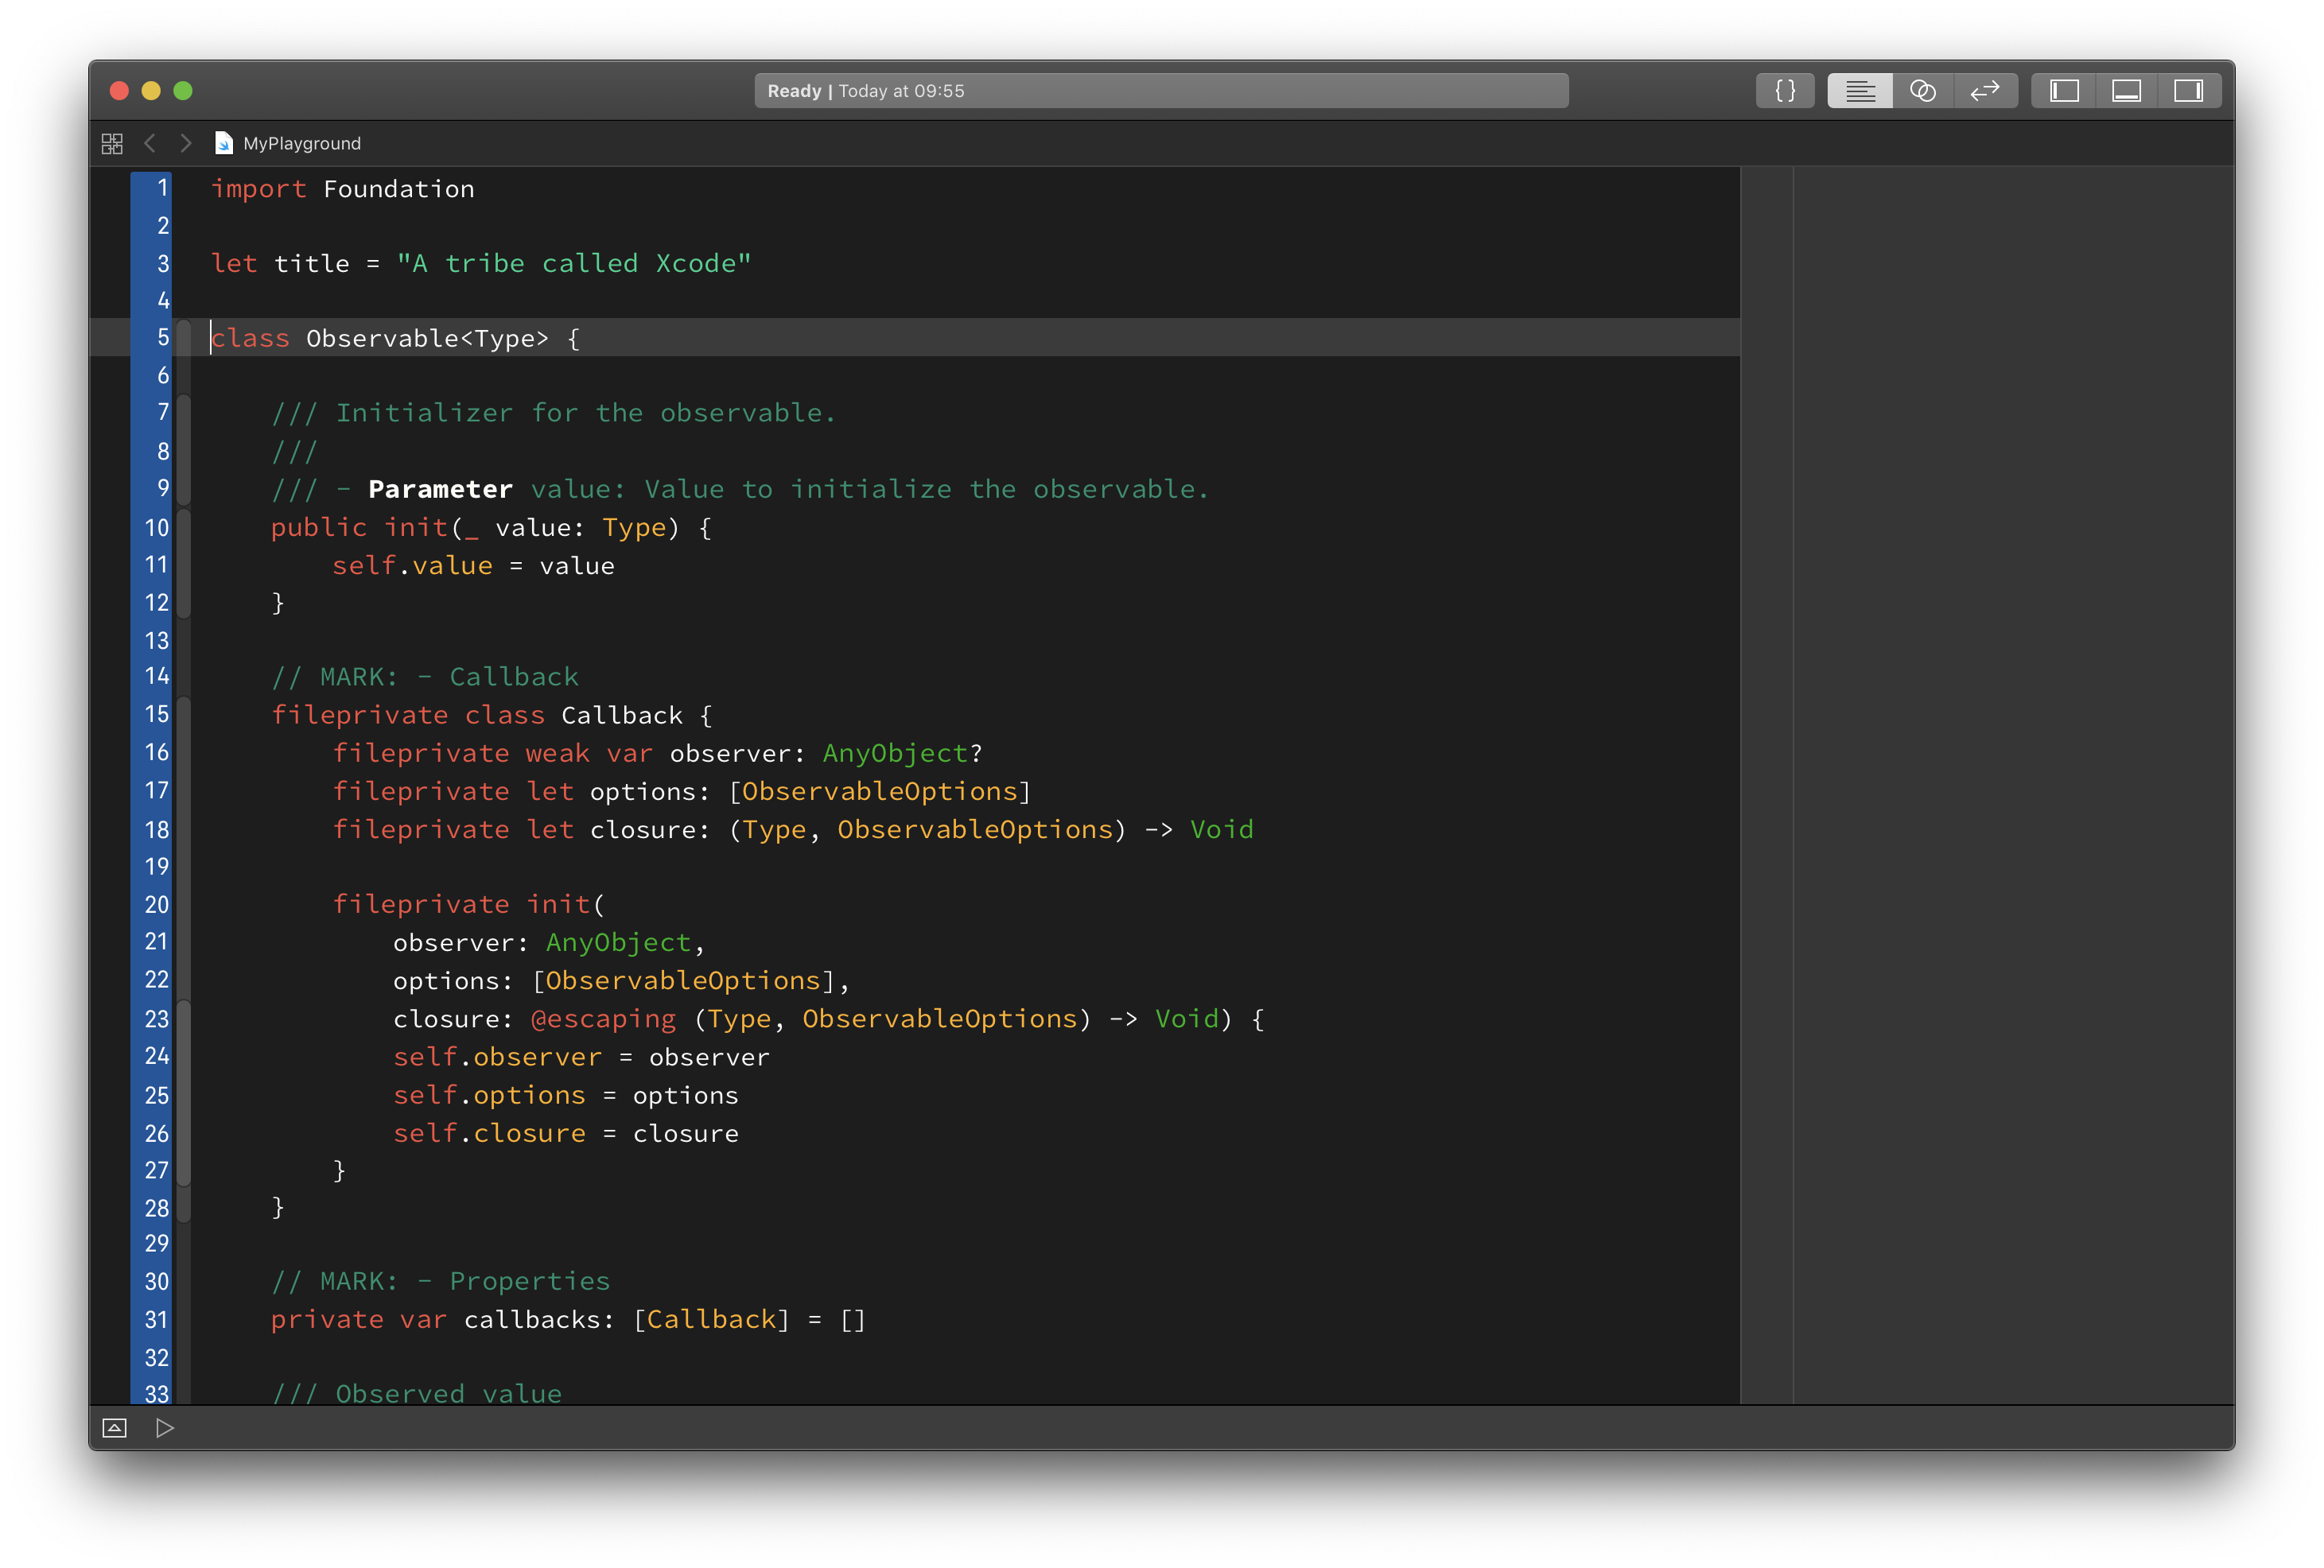 Ready | Today at 09:55
{ }
MyPlayground
1 import Foundation
2
3 let title = "A tribe called Xcode"
4
5 class Observable<Type> {
6
7     /// Initializer for the observable.
8     ///
9     /// - Parameter value: Value to initialize the observable.
10     public init(_ value: Type) {
11         self.value = value
12     }
13
14     // MARK: - Callback
15     fileprivate class Callback {
16         fileprivate weak var observer: AnyObject?
17         fileprivate let options: [ObservableOptions]
18         fileprivate let closure: (Type, ObservableOptions) -> Void
19
20         fileprivate init(
21             observer: AnyObject,
22             options: [ObservableOptions],
23             closure: @escaping (Type, ObservableOptions) -> Void) {
24             self.observer = observer
25             self.options = options
26             self.closure = closure
27         }
28     }
29
30     // MARK: - Properties
31     private var callbacks: [Callback] = []
32
33     /// Observed value